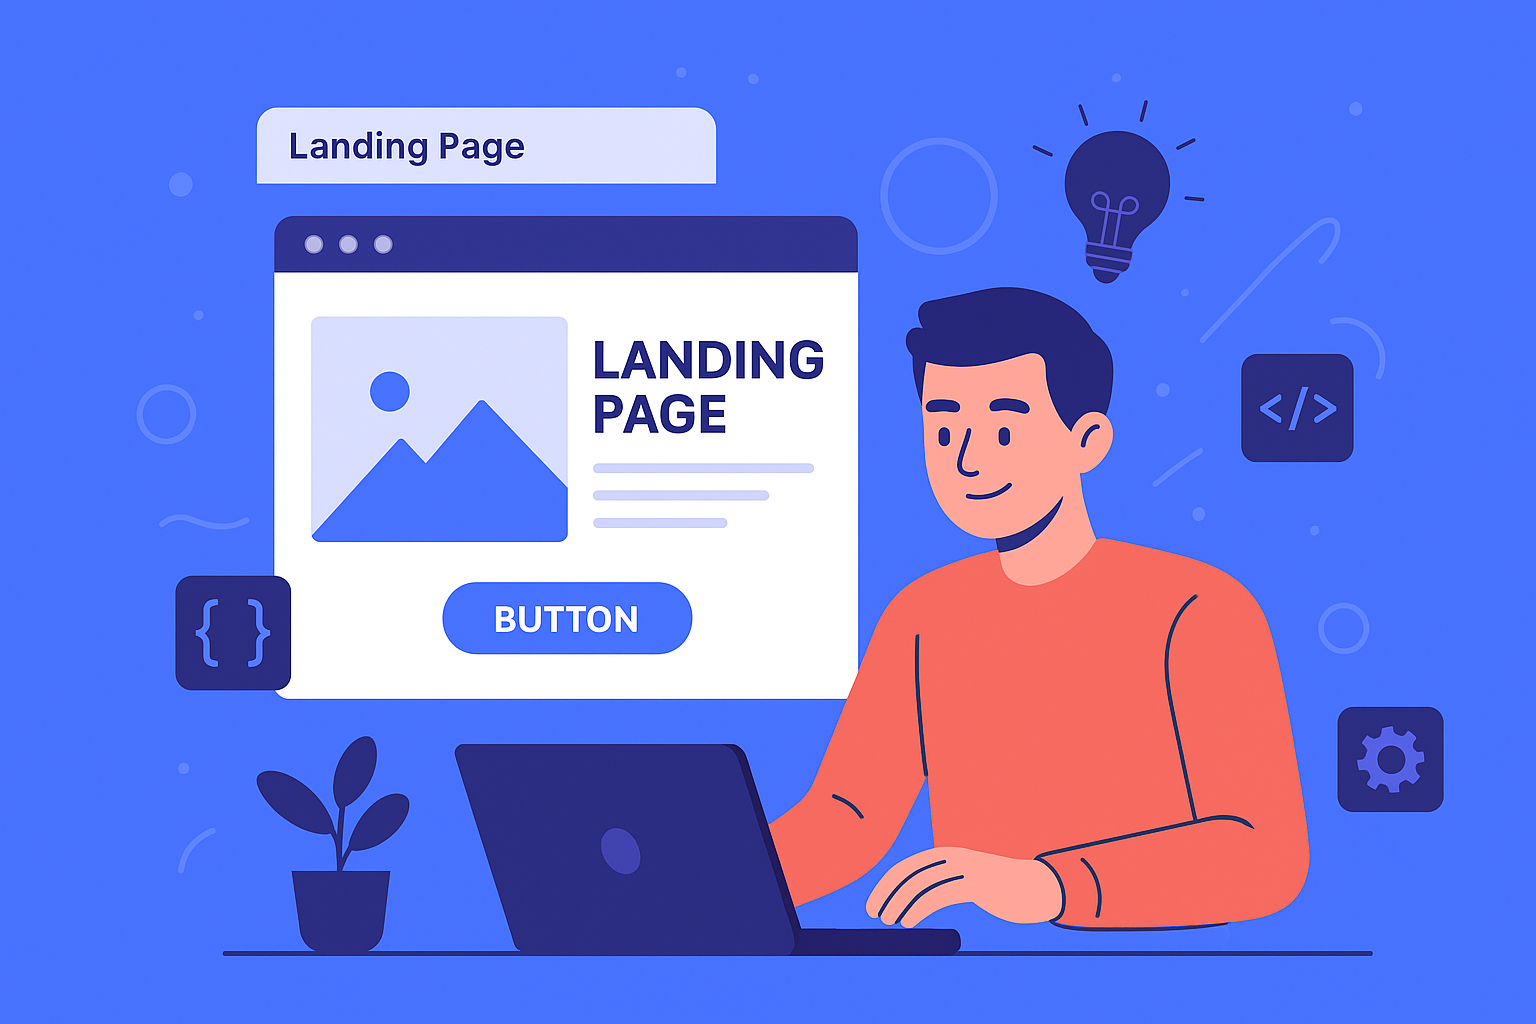 Landing Page
LANDING
PAGE
BUTTON
{ }
</>